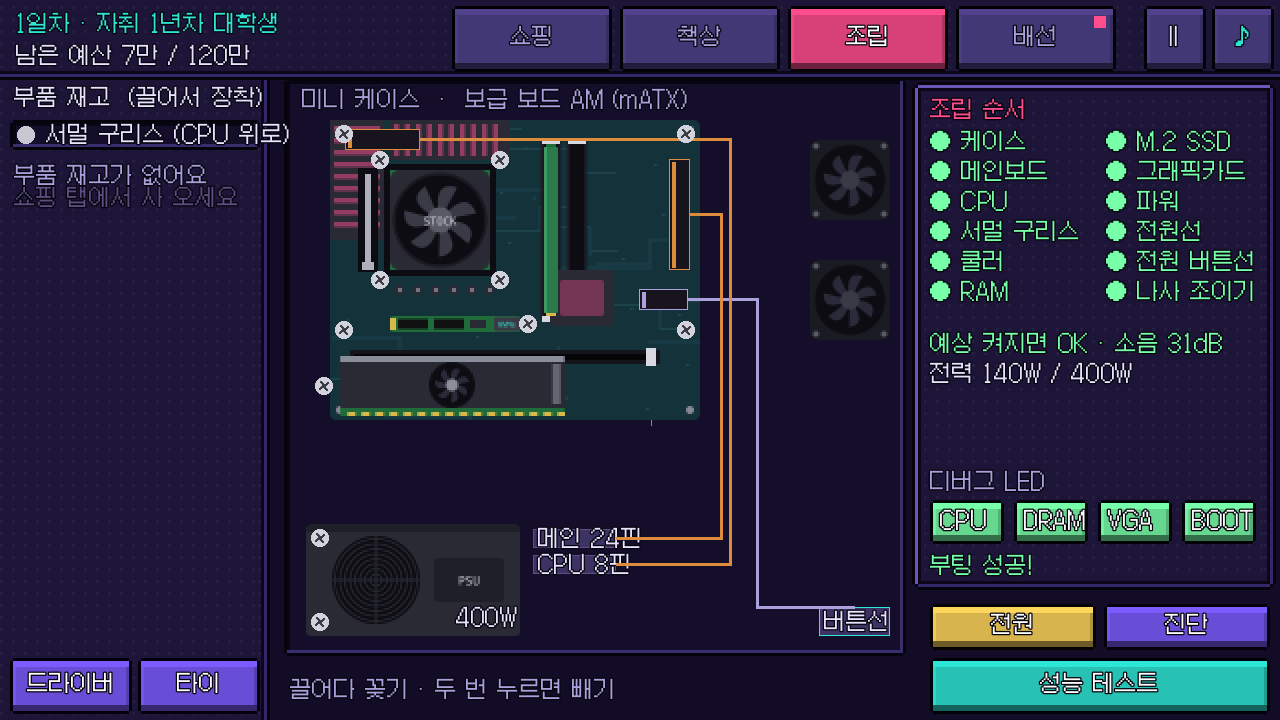 1일차 · 자취 1년차 대학생
남은 예산 7만 / 120만
쇼핑
책상
조립
배선
부품 재고 (끌어서 장착)
서멀 구리스 (CPU 위로)
부품 재고가 없어요
쇼핑 탭에서 사 오세요
미니 케이스 · 보급 보드 AM (mATX)
STOCK
메인 24핀
CPU 8핀
PSU
400W
버튼선
조립 순서
케이스
메인보드
CPU
서멀 구리스
쿨러
RAM
M.2 SSD
그래픽카드
파워
전원선
전원 버튼선
나사 조이기
예상 켜지면 OK · 소음 31dB
전력 140W / 400W
디버그 LED
CPU DRAM VGA BOOT
부팅 성공!
전원
진단
성능 테스트
드라이버
타이
끌어다 꽂기 · 두 번 누르면 빼기